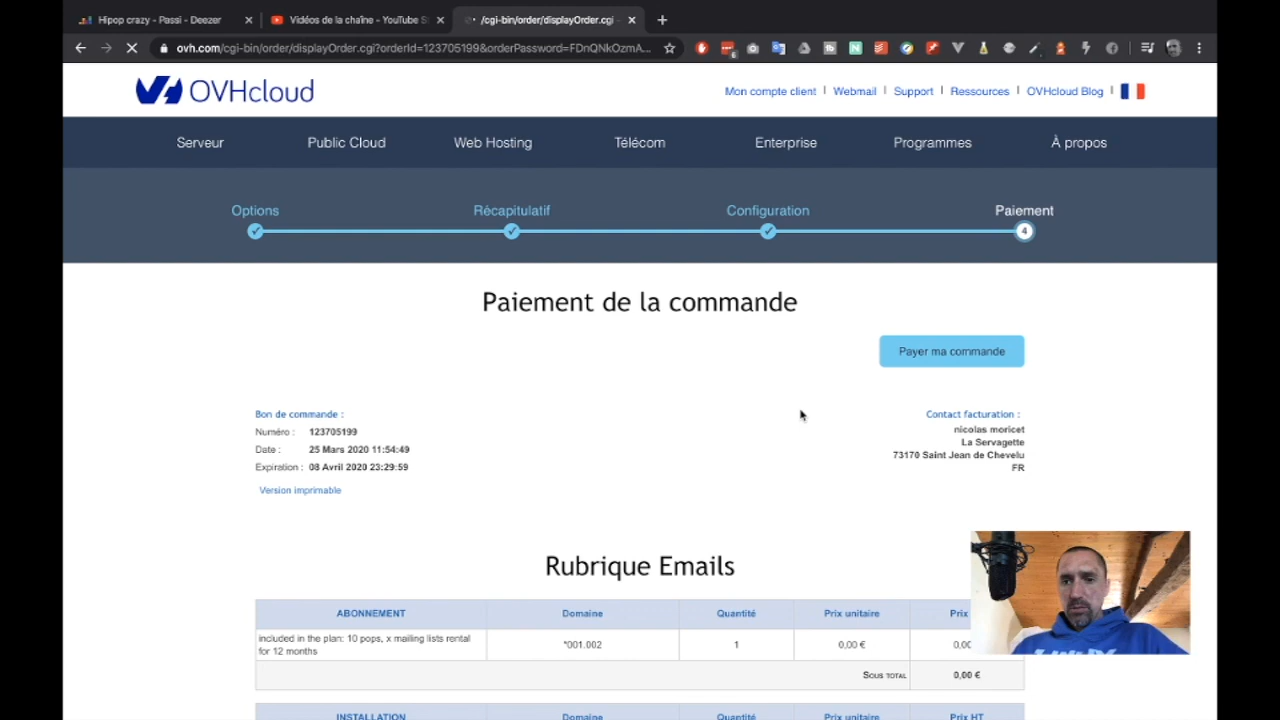 Hipop crazy - Passi - Deezer
Vidéos de la chaîne - YouTube S
/cgi-bin/order/displayOrder.cgi
ovh.com/cgi-bin/order/displayOrder.cgi?orderId=123705199&orderPassword=FDnQNkOzmA...
OVHcloud
Mon compte client
Webmail
Support
Ressources
OVHcloud Blog
Serveur
Public Cloud
Web Hosting
Télécom
Enterprise
Programmes
À propos
Options
Récapitulatif
Configuration
Paiement
4
Paiement de la commande
Payer ma commande
Bon de commande :
Numéro : 123705199
Date : 25 Mars 2020 11:54:49
Expiration : 08 Avril 2020 23:29:59
Version imprimable
Contact facturation :
nicolas moricet
La Servagette
73170 Saint Jean de Chevelu
FR
Rubrique Emails
ABONNEMENT Domaine Quantité Prix unitaire Prix
included in the plan: 10 pops, x mailing lists rental
for 12 months
*001.002 1 0,00 € 0,00
SOUS TOTAL 0,00 €
INSTALLATION Domaine Quantité Prix unitaire Prix HT